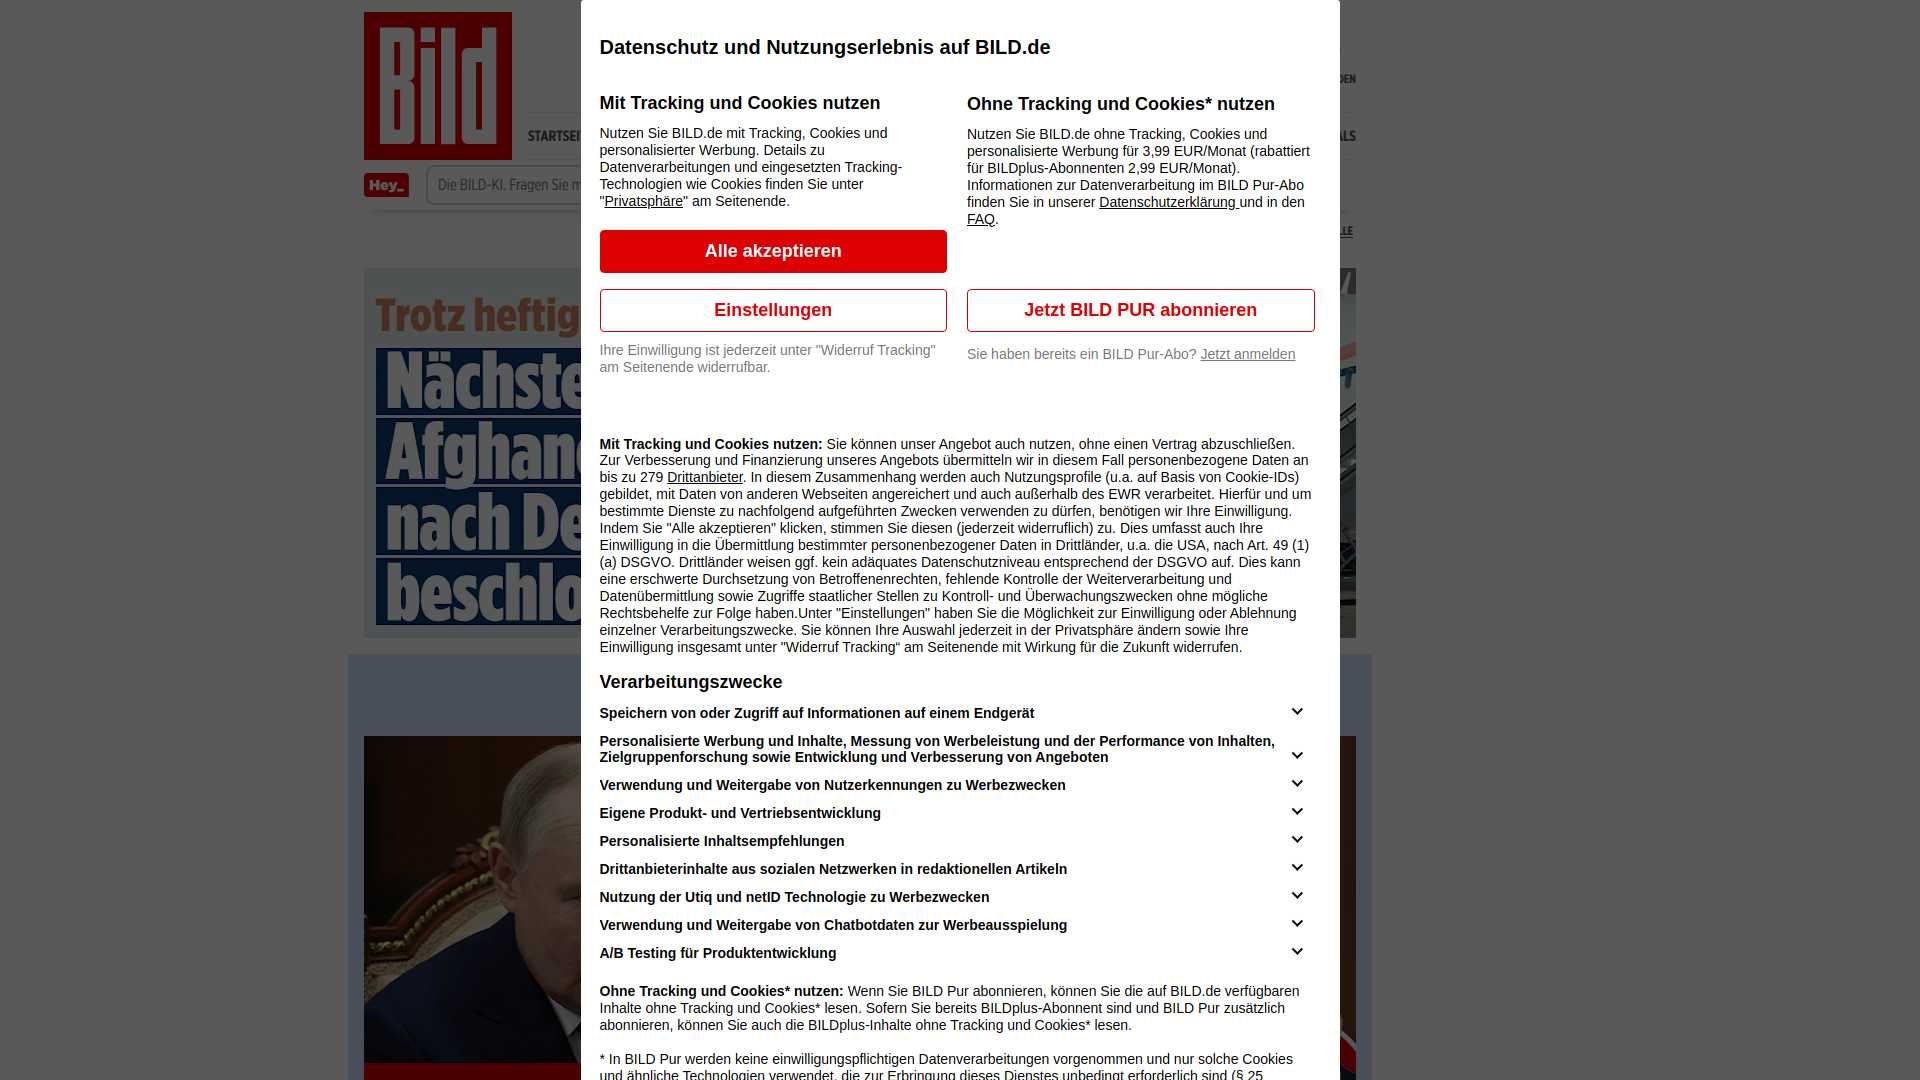 Bild
DEN
STARTSEI
ALS
Hey_
Die BILD-KI. Fragen Sie m
LLE
Trotz heftig
Nächste
Afghan
nach De
beschlo
Datenschutz und Nutzungserlebnis auf BILD.de
Mit Tracking und Cookies nutzen
Nutzen Sie BILD.de mit Tracking, Cookies und
personalisierter Werbung. Details zu
Datenverarbeitungen und eingesetzten Tracking-
Technologien wie Cookies finden Sie unter
"Privatsphäre" am Seitenende.
Alle akzeptieren
Einstellungen
Ihre Einwilligung ist jederzeit unter "Widerruf Tracking"
am Seitenende widerrufbar.
Ohne Tracking und Cookies* nutzen
Nutzen Sie BILD.de ohne Tracking, Cookies und
personalisierte Werbung für 3,99 EUR/Monat (rabattiert
für BILDplus-Abonnenten 2,99 EUR/Monat).
Informationen zur Datenverarbeitung im BILD Pur-Abo
finden Sie in unserer Datenschutzerklärung und in den
FAQ.
Jetzt BILD PUR abonnieren
Sie haben bereits ein BILD Pur-Abo? Jetzt anmelden
Mit Tracking und Cookies nutzen: Sie können unser Angebot auch nutzen, ohne einen Vertrag abzuschließen.
Zur Verbesserung und Finanzierung unseres Angebots übermitteln wir in diesem Fall personenbezogene Daten an
bis zu 279 Drittanbieter. In diesem Zusammenhang werden auch Nutzungsprofile (u.a. auf Basis von Cookie-IDs)
gebildet, mit Daten von anderen Webseiten angereichert und auch außerhalb des EWR verarbeitet. Hierfür und um
bestimmte Dienste zu nachfolgend aufgeführten Zwecken verwenden zu dürfen, benötigen wir Ihre Einwilligung.
Indem Sie "Alle akzeptieren" klicken, stimmen Sie diesen (jederzeit widerruflich) zu. Dies umfasst auch Ihre
Einwilligung in die Übermittlung bestimmter personenbezogener Daten in Drittländer, u.a. die USA, nach Art. 49 (1)
(a) DSGVO. Drittländer weisen ggf. kein adäquates Datenschutzniveau entsprechend der DSGVO auf. Dies kann
eine erschwerte Durchsetzung von Betroffenenrechten, fehlende Kontrolle der Weiterverarbeitung und
Datenübermittlung sowie Zugriffe staatlicher Stellen zu Kontroll- und Überwachungszwecken ohne mögliche
Rechtsbehelfe zur Folge haben.Unter "Einstellungen" haben Sie die Möglichkeit zur Einwilligung oder Ablehnung
einzelner Verarbeitungszwecke. Sie können Ihre Auswahl jederzeit in der Privatsphäre ändern sowie Ihre
Einwilligung insgesamt unter "Widerruf Tracking“ am Seitenende mit Wirkung für die Zukunft widerrufen.
Verarbeitungszwecke
Speichern von oder Zugriff auf Informationen auf einem Endgerät
Personalisierte Werbung und Inhalte, Messung von Werbeleistung und der Performance von Inhalten,
Zielgruppenforschung sowie Entwicklung und Verbesserung von Angeboten
Verwendung und Weitergabe von Nutzerkennungen zu Werbezwecken
Eigene Produkt- und Vertriebsentwicklung
Personalisierte Inhaltsempfehlungen
Drittanbieterinhalte aus sozialen Netzwerken in redaktionellen Artikeln
Nutzung der Utiq und netID Technologie zu Werbezwecken
Verwendung und Weitergabe von Chatbotdaten zur Werbeausspielung
A/B Testing für Produktentwicklung
Ohne Tracking und Cookies* nutzen: Wenn Sie BILD Pur abonnieren, können Sie die auf BILD.de verfügbaren
Inhalte ohne Tracking und Cookies* lesen. Sofern Sie bereits BILDplus-Abonnent sind und BILD Pur zusätzlich
abonnieren, können Sie auch die BILDplus-Inhalte ohne Tracking und Cookies* lesen.
* In BILD Pur werden keine einwilligungspflichtigen Datenverarbeitungen vorgenommen und nur solche Cookies
und ähnliche Technologien verwendet, die zur Erbringung dieses Dienstes unbedingt erforderlich sind (§ 25